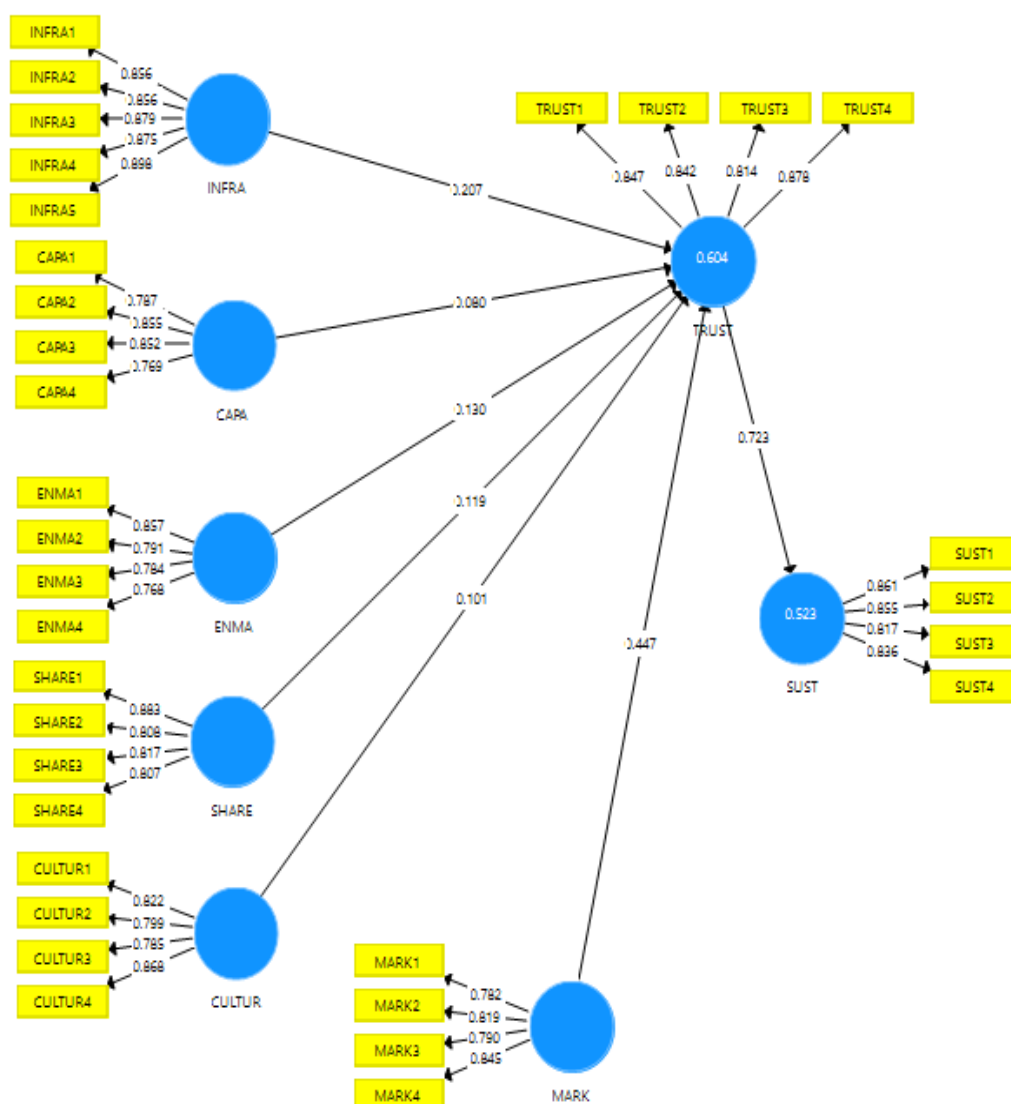 INFRA1
INFRA2
INFRA3
INFRA4
INFRA5
0.856
0.856
0.879
0.875
0.898
INFRA
CAPA1
CAPA2
CAPA3
CAPA4
0.787
0.855
0.852
0.769
CAPA
ENMA1
ENMA2
ENMA3
ENMA4
0.857
0.791
0.784
0.768
ENMA
SHARE1
SHARE2
SHARE3
SHARE4
0.883
0.808
0.817
0.807
SHARE
CULTUR1
CULTUR2
CULTUR3
CULTUR4
0.822
0.799
0.785
0.868
CULTUR
MARK1
MARK2
MARK3
MARK4
0.782
0.819
0.790
0.845
MARK
0.207
0.080
0.130
0.119
0.101
0.447
TRUST1
TRUST2
TRUST3
TRUST4
0.847
0.842
0.814
0.878
0.604
TRUST
0.723
0.523
SUST
0.861
0.855
0.817
0.836
SUST1
SUST2
SUST3
SUST4